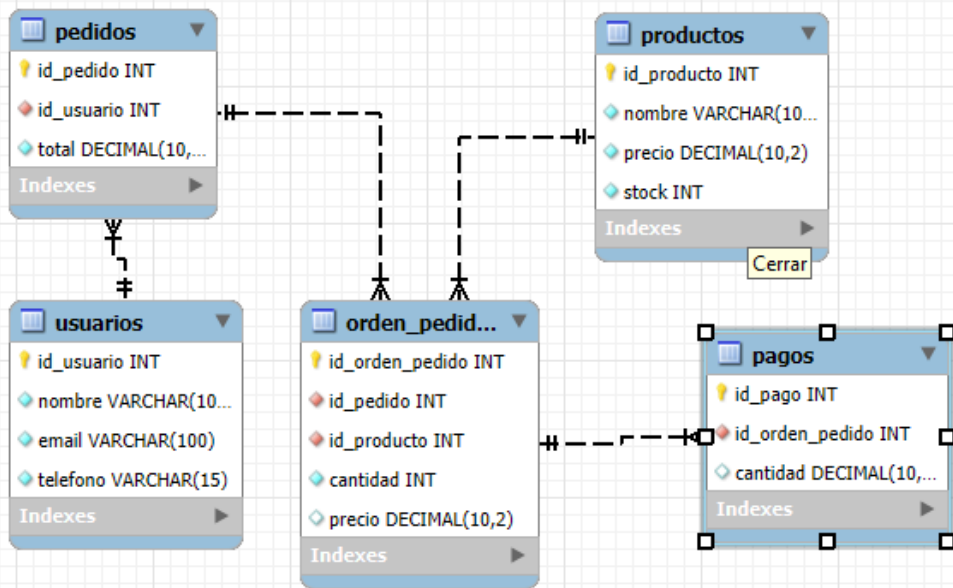 pedidos
id_pedido INT
id_usuario INT
total DECIMAL(10,...
Indexes
productos
id_producto INT
nombre VARCHAR(10...
precio DECIMAL(10,2)
stock INT
Indexes
Cerrar
usuarios
id_usuario INT
nombre VARCHAR(10...
email VARCHAR(100)
telefono VARCHAR(15)
Indexes
orden_pedid...
id_orden_pedido INT
id_pedido INT
id_producto INT
cantidad INT
precio DECIMAL(10,2)
Indexes
pagos
id_pago INT
id_orden_pedido INT
cantidad DECIMAL(10,...
Indexes